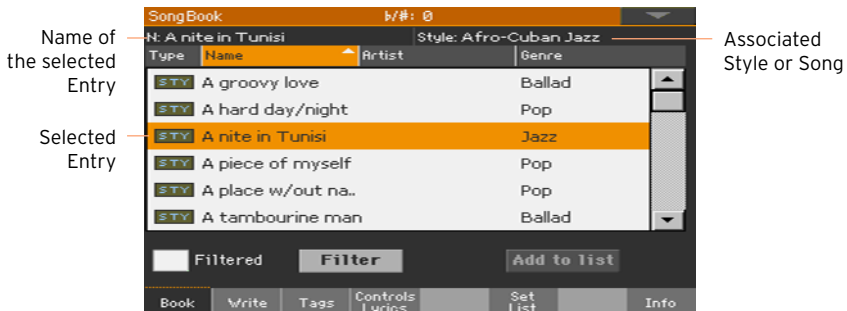 SongBook ♭/#: 0
Name of the selected Entry
N: A nite in Tunisi Style: Afro-Cuban Jazz
Associated Style or Song
Type Name Artist Genre
STY A groovy love Ballad
STY A hard day/night Pop
Selected Entry
STY A nite in Tunisi Jazz
STY A piece of myself Pop
STY A place w/out na.. Pop
STY A tambourine man Ballad
Filtered Filter Add to list
Book Write Tags Controls Lyrics Set List Info